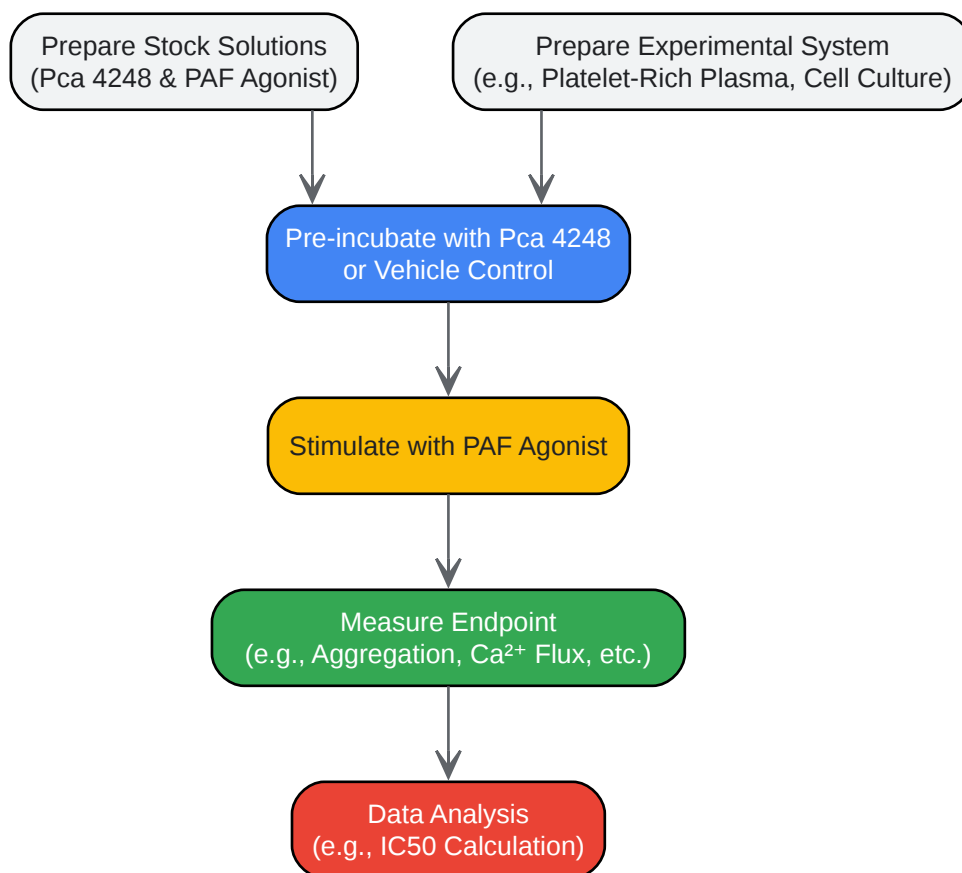 Prepare Stock Solutions
(Pca 4248 & PAF Agonist)
Prepare Experimental System
(e.g., Platelet-Rich Plasma, Cell Culture)
Pre-incubate with Pca 4248
or Vehicle Control
Stimulate with PAF Agonist
Measure Endpoint
(e.g., Aggregation, Ca²⁺ Flux, etc.)
Data Analysis
(e.g., IC50 Calculation)